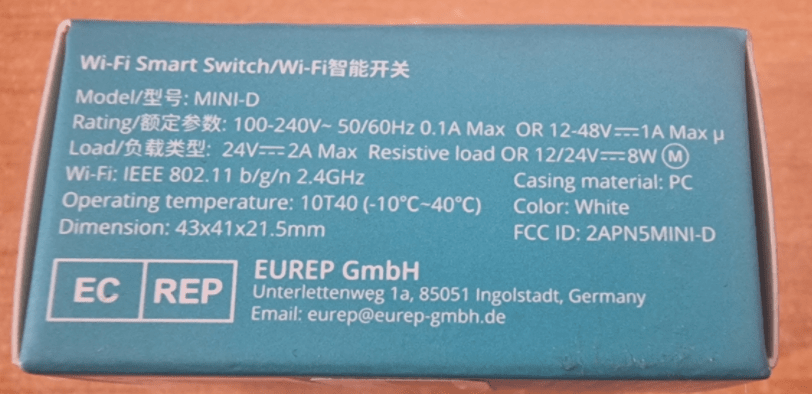 Wi-Fi Smart Switch/Wi-Fi智能开关
Model/型号: MINI-D
Rating/额定参数: 100-240V~ 50/60Hz 0.1A Max OR 12-48V⎓1A Max μ
Load/负载类型: 24V⎓2A Max Resistive load OR 12/24V⎓8W Ⓜ
Wi-Fi: IEEE 802.11 b/g/n 2.4GHz
Casing material: PC
Operating temperature: 10T40 (-10℃~40℃)
Color: White
Dimension: 43x41x21.5mm
FCC ID: 2APN5MINI-D
EC REP
EUREP GmbH
Unterlettenweg 1a, 85051 Ingolstadt, Germany
Email: eurep@eurep-gmbh.de